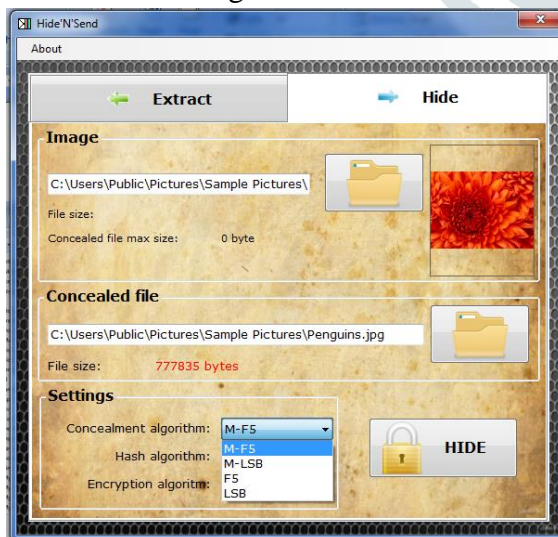 Hide'N'Send
About
Extract
Hide
Image
C:\Users\Public\Pictures\Sample Pictures\
File size:
Concealed file max size: 0 byte
Concealed file
C:\Users\Public\Pictures\Sample Pictures\Penguins.jpg
File size: 777835 bytes
Settings
Concealment algorithm: M-F5
M-F5
Hash algorithm:
M-LSB
F5
Encryption algoritm:
LSB
HIDE